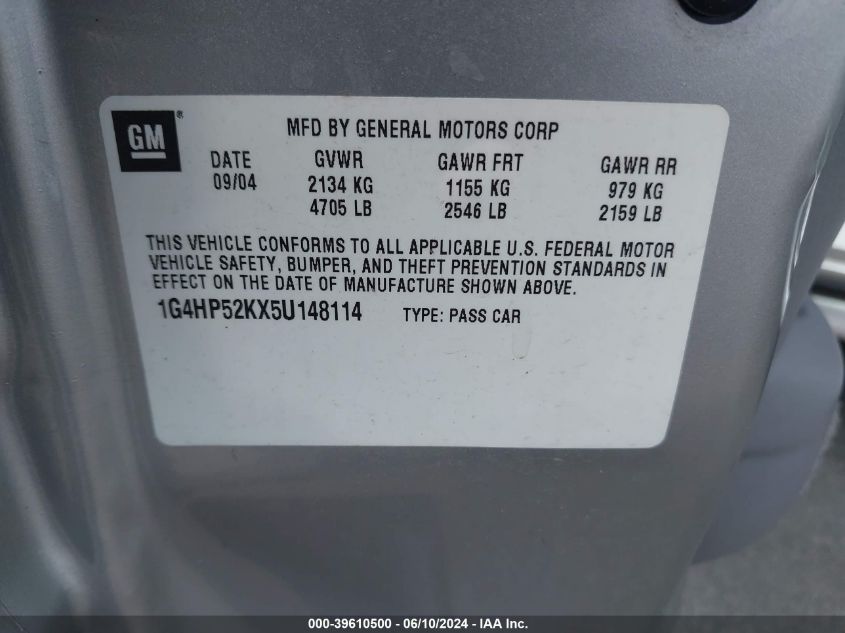 GM ®
MFD BY GENERAL MOTORS CORP
DATE GVWR GAWR FRT GAWR RR
09/04 2134 KG 1155 KG 979 KG
4705 LB 2546 LB 2159 LB
THIS VEHICLE CONFORMS TO ALL APPLICABLE U.S. FEDERAL MOTOR
VEHICLE SAFETY, BUMPER, AND THEFT PREVENTION STANDARDS IN
EFFECT ON THE DATE OF MANUFACTURE SHOWN ABOVE.
1G4HP52KX5U148114 TYPE: PASS CAR
000-39610500 - 06/10/2024 - IAA Inc.